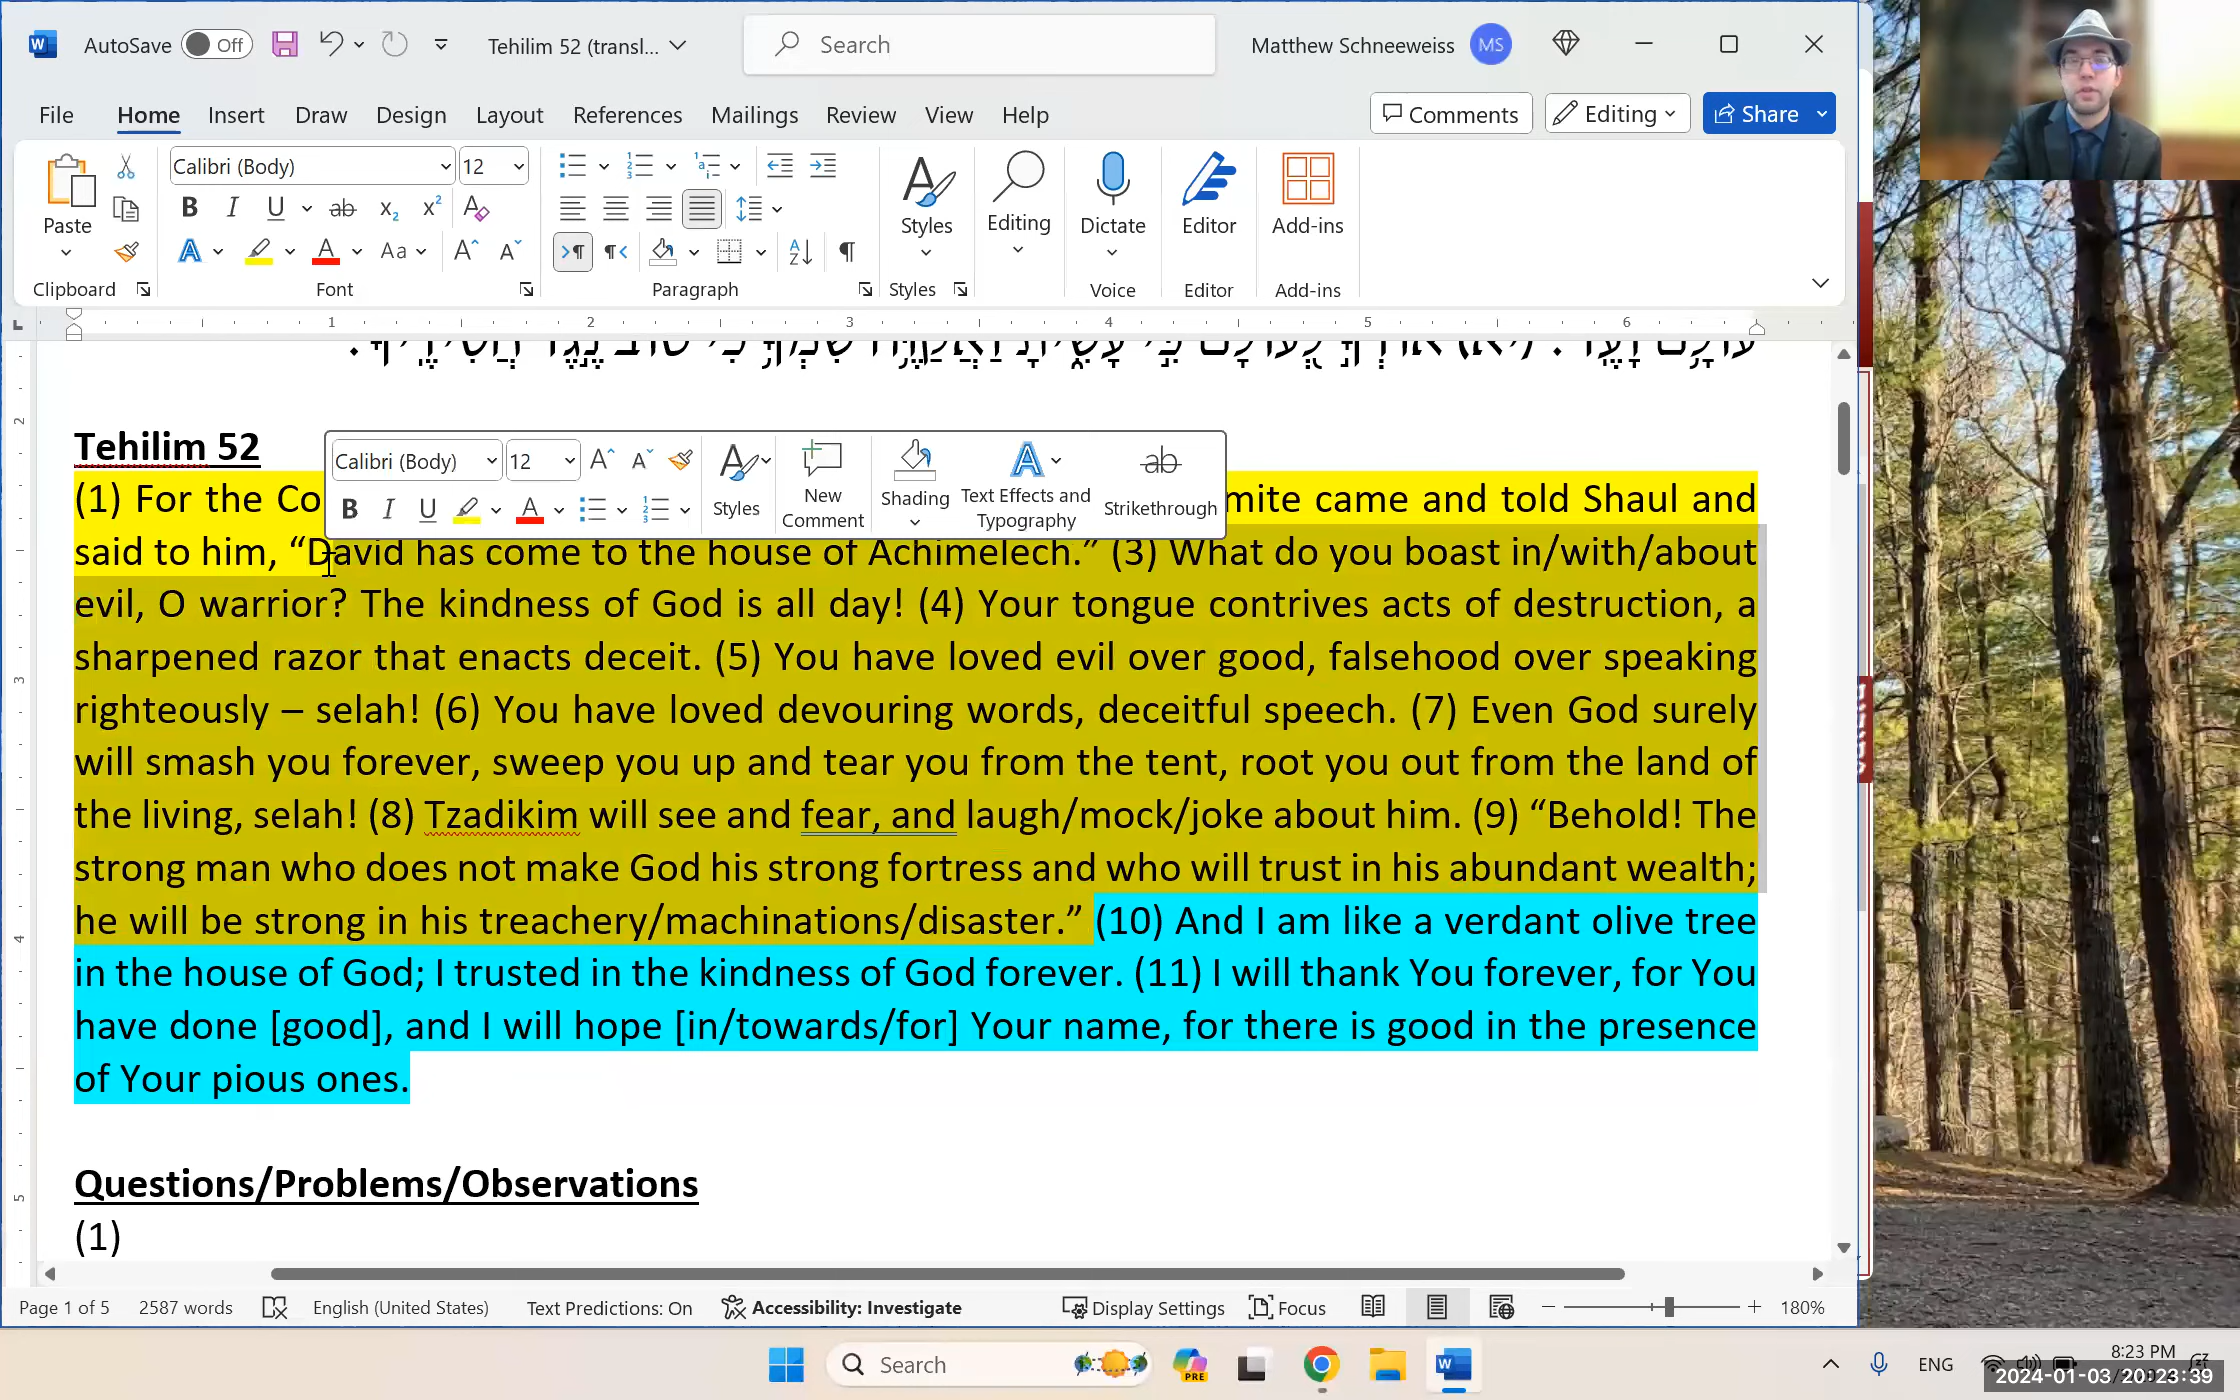 AutoSave Off Tehilim 52 (transl... Search Matthew Schneeweiss MS
File Home Insert Draw Design Layout References Mailings Review View Help Comments Editing Share
Paste Calibri (Body) 12 Styles Editing Dictate Editor Add-ins
Clipboard Font Paragraph Styles Voice Editor Add-ins
1 2 3 4 5 6
Tehilim 52
Calibri (Body) 12 Styles New Comment Shading Text Effects and Typography Strikethrough
(1) For the Co mite came and told Shaul and
said to him, “David has come to the house of Achimelech.” (3) What do you boast in/with/about
evil, O warrior? The kindness of God is all day! (4) Your tongue contrives acts of destruction, a
sharpened razor that enacts deceit. (5) You have loved evil over good, falsehood over speaking
righteously – selah! (6) You have loved devouring words, deceitful speech. (7) Even God surely
will smash you forever, sweep you up and tear you from the tent, root you out from the land of
the living, selah! (8) Tzadikim will see and fear, and laugh/mock/joke about him. (9) “Behold! The
strong man who does not make God his strong fortress and who will trust in his abundant wealth;
he will be strong in his treachery/machinations/disaster.” (10) And I am like a verdant olive tree
in the house of God; I trusted in the kindness of God forever. (11) I will thank You forever, for You
have done [good], and I will hope [in/towards/for] Your name, for there is good in the presence
of Your pious ones.
Questions/Problems/Observations
(1)
Page 1 of 5 2587 words English (United States) Text Predictions: On Accessibility: Investigate Display Settings Focus 180%
Search PRE ENG 8:23 PM
2024-01-03 20:23:39